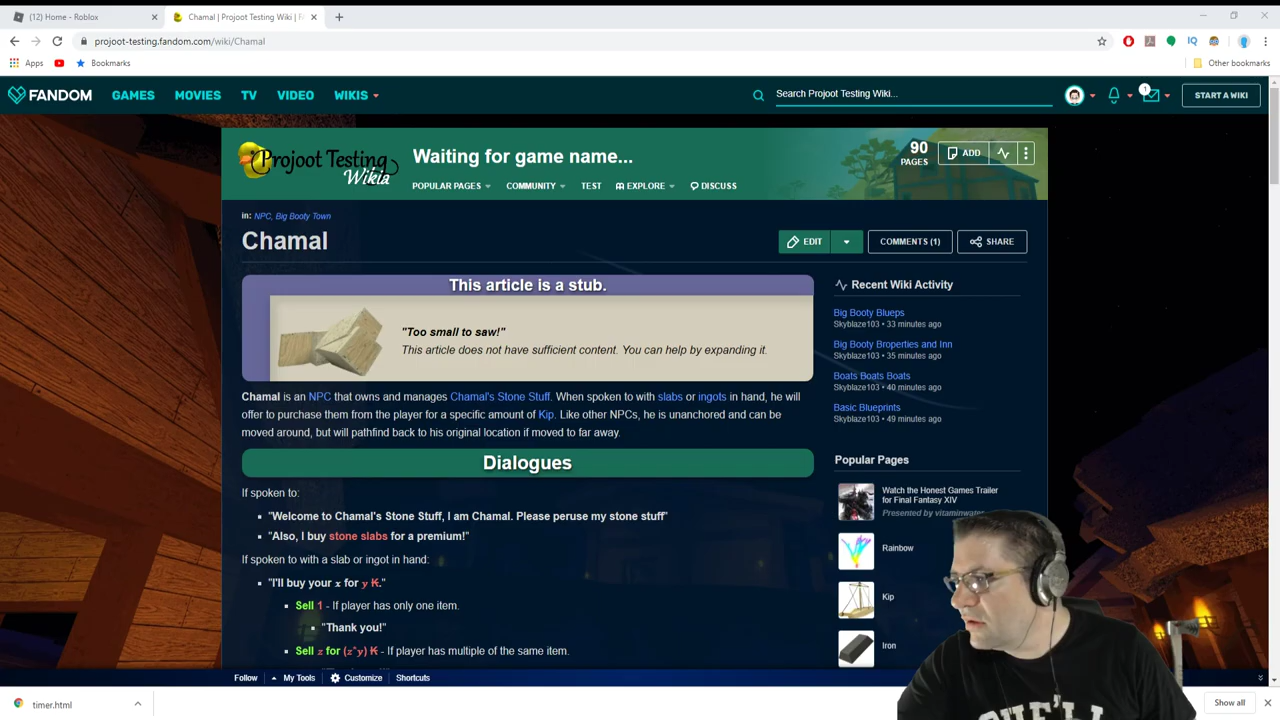 (12) Home - Roblox
Chamal | Projoot Testing Wiki | F
projoot-testing.fandom.com/wiki/Chamal
Apps
Bookmarks
Other bookmarks
FANDOM
GAMES
MOVIES
TV
VIDEO
WIKIS
Search Projoot Testing Wiki...
1
START A WIKI
Projoot Testing
Wikia
Waiting for game name...
90
PAGES
ADD
POPULAR PAGES
COMMUNITY
TEST
EXPLORE
DISCUSS
in: NPC, Big Booty Town
Chamal
EDIT
COMMENTS (1)
SHARE
This article is a stub.
"Too small to saw!"
This article does not have sufficient content. You can help by expanding it.
Chamal is an NPC that owns and manages Chamal's Stone Stuff. When spoken to with slabs or ingots in hand, he will
offer to purchase them from the player for a specific amount of Kip. Like other NPCs, he is unanchored and can be
moved around, but will pathfind back to his original location if moved to far away.
Dialogues
If spoken to:
"Welcome to Chamal's Stone Stuff, I am Chamal. Please peruse my stone stuff"
"Also, I buy stone slabs for a premium!"
If spoken to with a slab or ingot in hand:
"I'll buy your x for y ₭."
Sell 1 - If player has only one item.
"Thank you!"
Sell z for (z*y) ₭ - If player has multiple of the same item.
Recent Wiki Activity
Big Booty Blueps
Skyblaze103 • 33 minutes ago
Big Booty Broperties and Inn
Skyblaze103 • 35 minutes ago
Boats Boats Boats
Skyblaze103 • 40 minutes ago
Basic Blueprints
Skyblaze103 • 49 minutes ago
Popular Pages
Watch the Honest Games Trailer
for Final Fantasy XIV
Presented by
Rainbow
Kip
Iron
Follow
My Tools
Customize
Shortcuts
timer.html
Show all